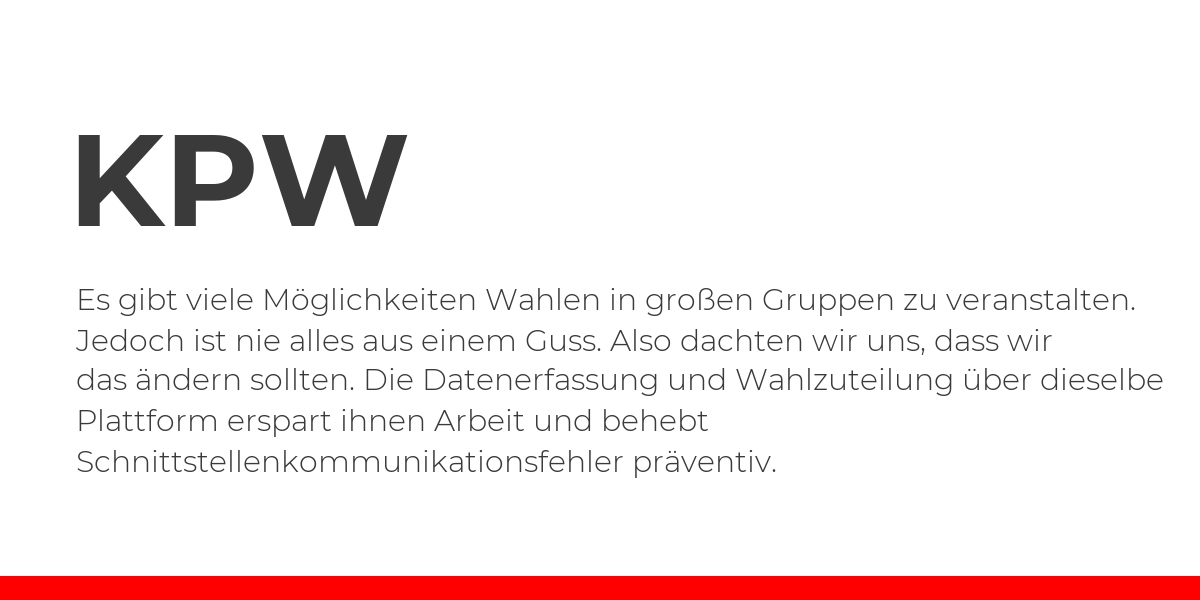 KPW
Es gibt viele Möglichkeiten Wahlen in großen Gruppen zu veranstalten.
Jedoch ist nie alles aus einem Guss. Also dachten wir uns, dass wir
das ändern sollten. Die Datenerfassung und Wahlzuteilung über dieselbe
Plattform erspart ihnen Arbeit und behebt
Schnittstellenkommunikationsfehler präventiv.